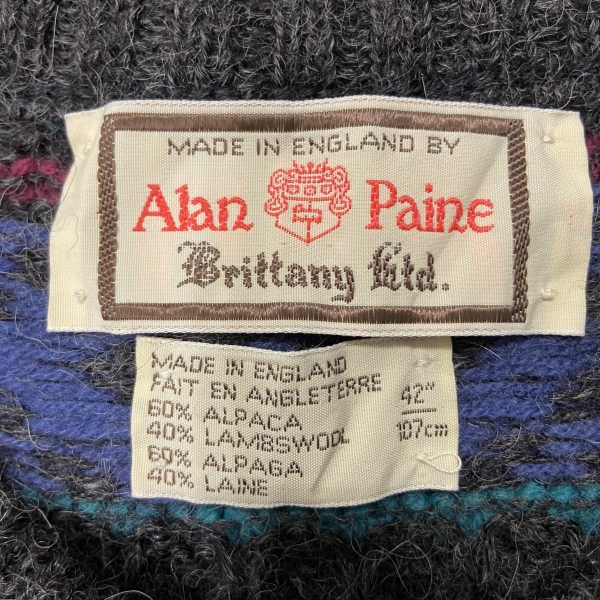 MADE IN ENGLAND BY
Alan Paine
Brittany Ltd.
MADE IN ENGLAND
FAIT EN ANGLETERRE
60% ALPACA
40% LAMBSWOOL
60% ALPAGA
40% LAINE
42"
107cm